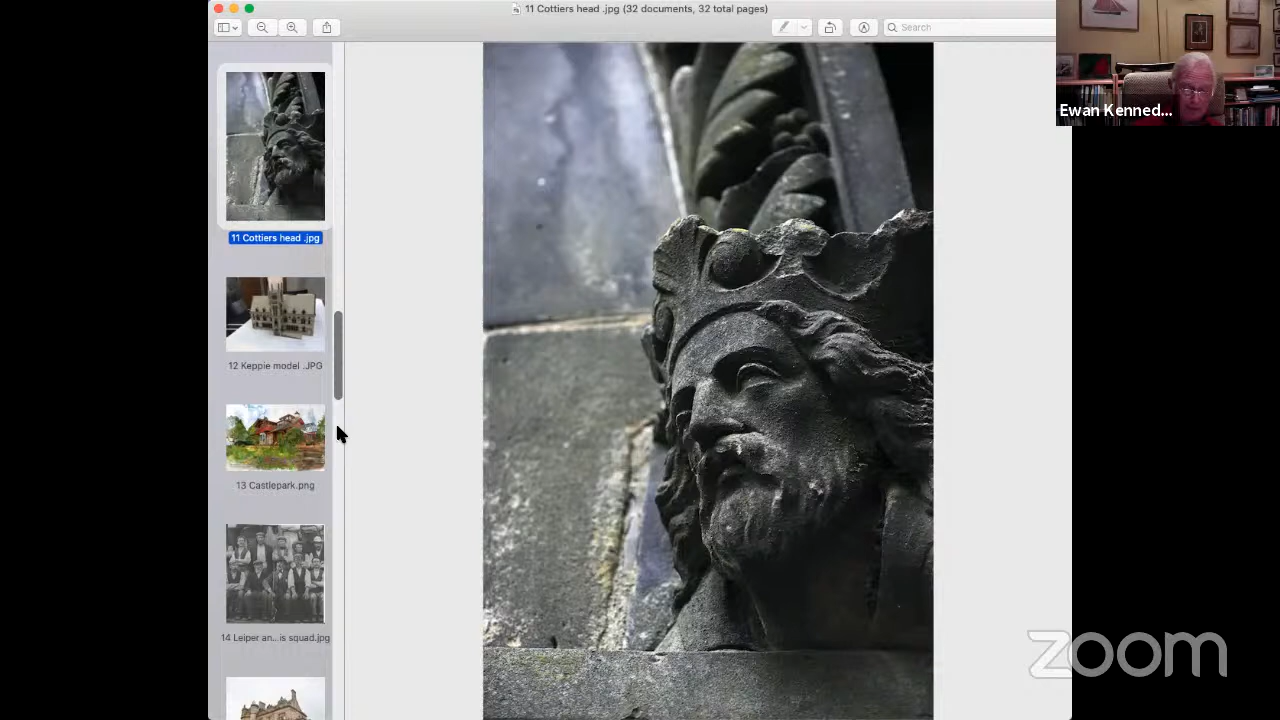 11 Cottiers head .jpg (32 documents, 32 total pages)
Search
Ewan Kenned...
11 Cottiers head .jpg
12 Keppie model .JPG
13 Castlepark.png
14 Leiper an...is squad.jpg
zoom